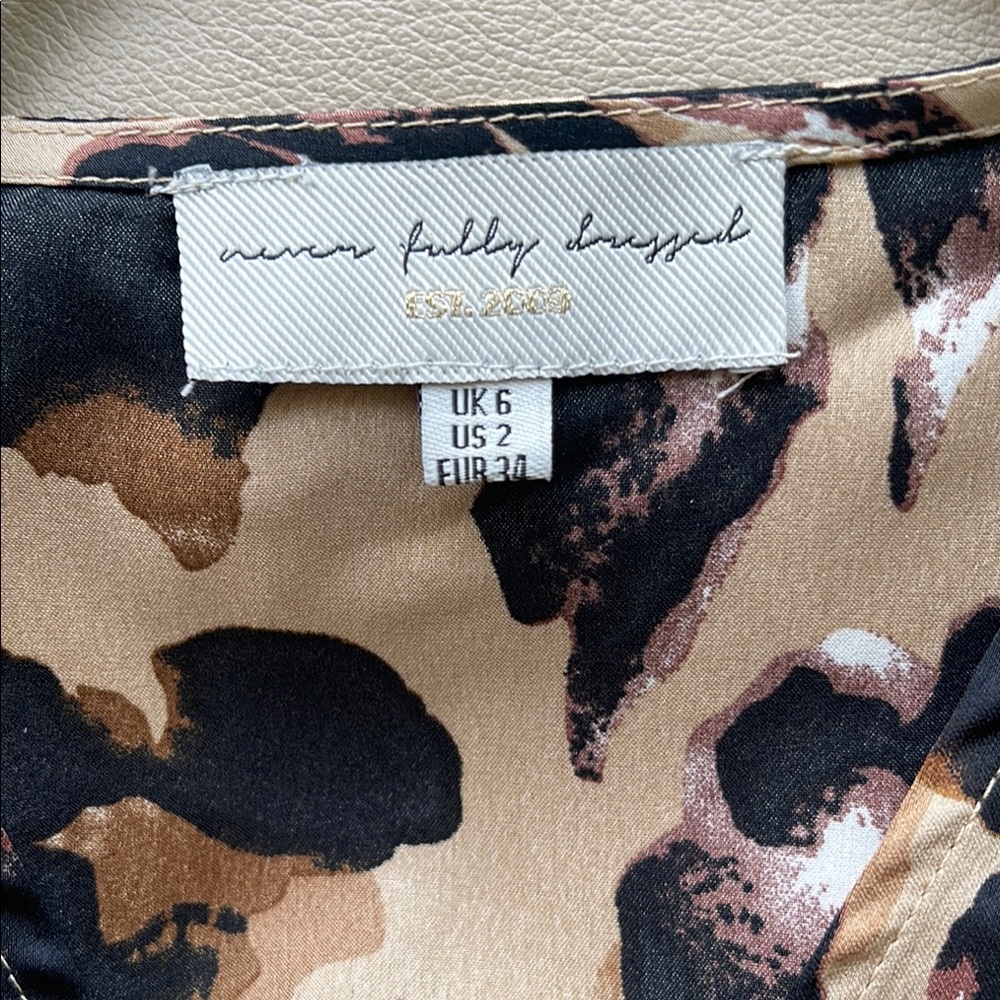 never fully dressed
EST. 2009
UK 6
US 2
EUR 34